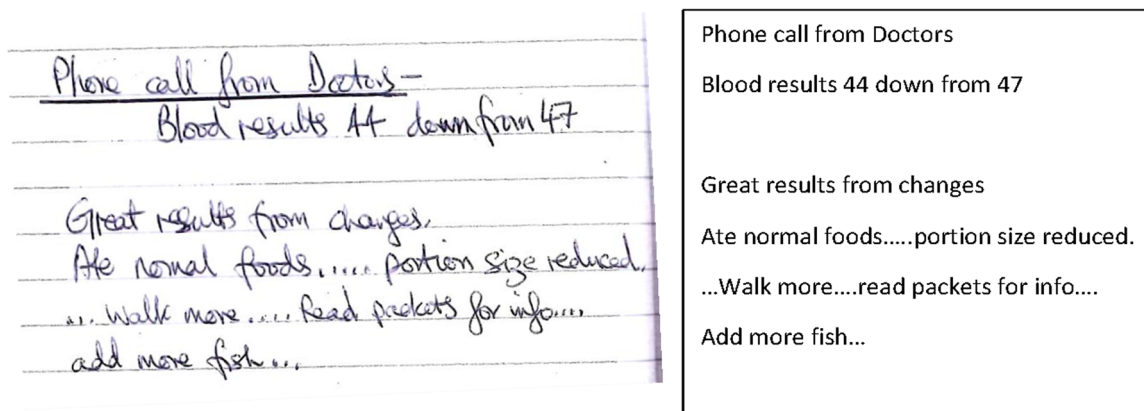 Phone call from Doctors -
Blood results 44 down from 47
Great results from changes.
Ate normal foods..... portion size reduced.
... Walk more .... Read packets for info....
add more fish...
Phone call from Doctors
Blood results 44 down from 47
Great results from changes
Ate normal foods.....portion size reduced.
...Walk more....read packets for info....
Add more fish...